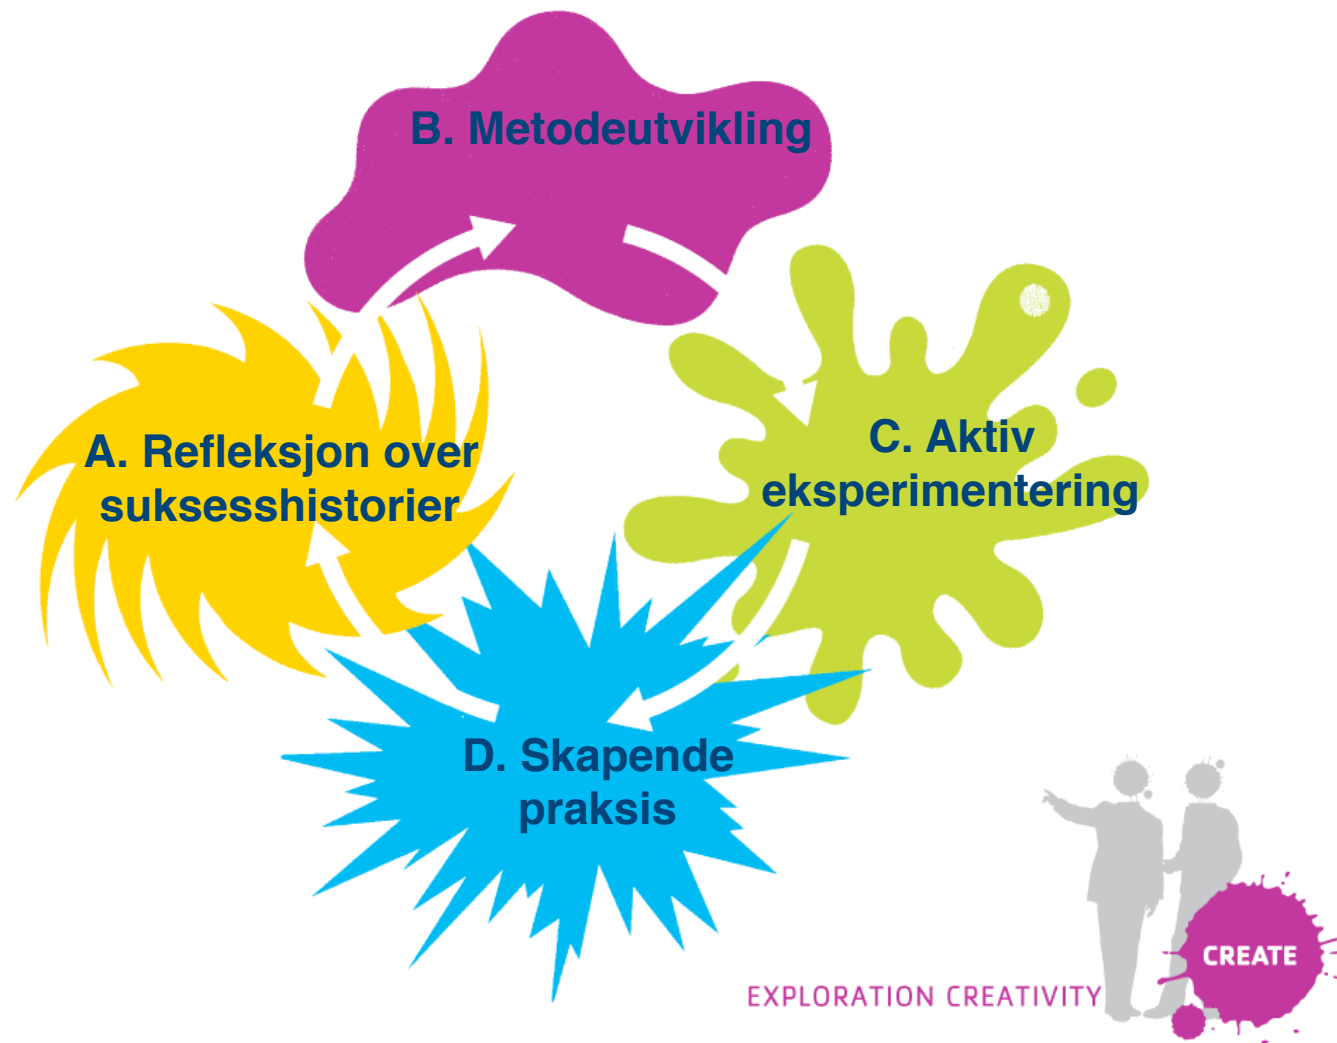 B. Metodeutvikling
A. Refleksjon over
suksesshistorier
C. Aktiv
eksperimentering
D. Skapende
praksis
CREATE
EXPLORATION CREATIVITY